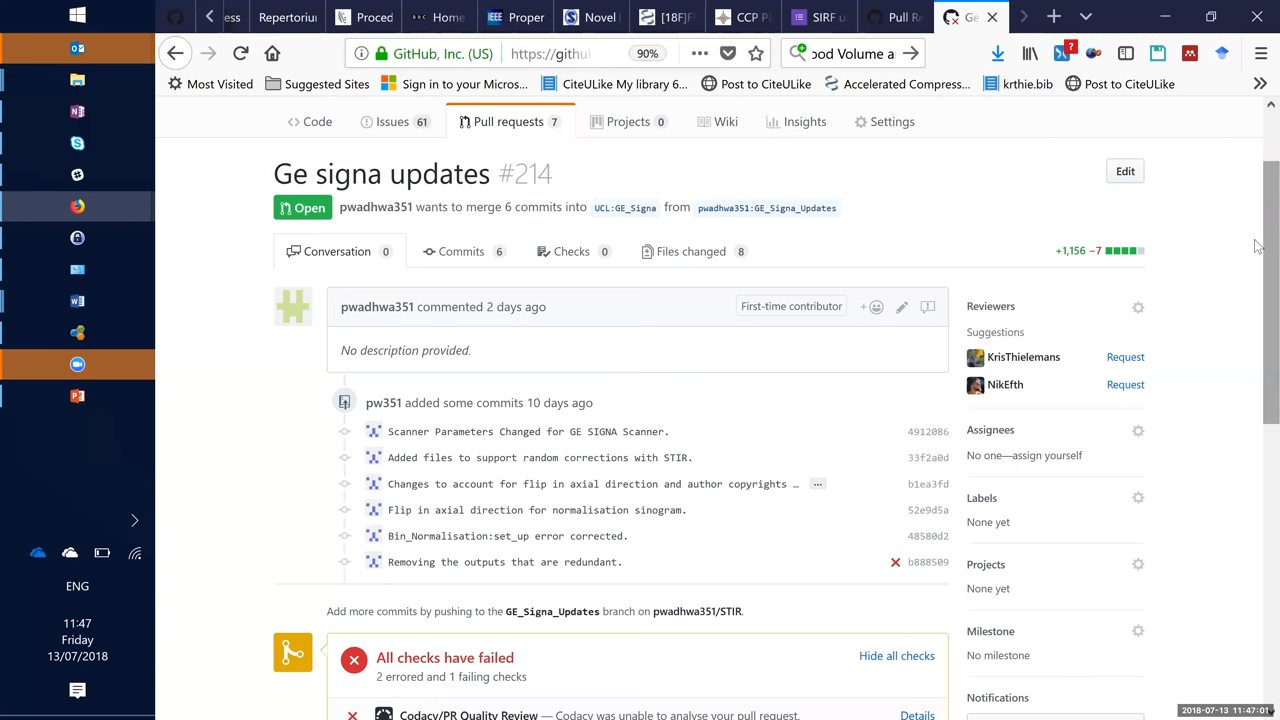 ess Repertoriu Proced Home Proper Novel [18F]F CCP P SIRF u Pull R Ge
GitHub, Inc. (US) https://githu 90% ood Volume a
Most Visited Suggested Sites Sign in to your Micros... CiteULike My library 6... Post to CiteULike Accelerated Compress... krthie.bib Post to CiteULike
Code Issues 61 Pull requests 7 Projects 0 Wiki Insights Settings
Ge signa updates #214 Edit
Open pwadhwa351 wants to merge 6 commits into UCL:GE_Signa from pwadhwa351:GE_Signa_Updates
Conversation 0 Commits 6 Checks 0 Files changed 8 +1,156 −7
pwadhwa351 commented 2 days ago First-time contributor
No description provided.
Reviewers
Suggestions
KrisThielemans Request
NikEfth Request
pw351 added some commits 10 days ago
Scanner Parameters Changed for GE SIGNA Scanner. 4912086
Added files to support random corrections with STIR. 33f2a0d
Changes to account for flip in axial direction and author copyrights … ... b1ea3fd
Flip in axial direction for normalisation sinogram. 52e9d5a
Bin_Normalisation:set_up error corrected. 48580d2
Removing the outputs that are redundant. b888509
Assignees
No one—assign yourself
Labels
None yet
Projects
None yet
Milestone
No milestone
Notifications
Add more commits by pushing to the GE_Signa_Updates branch on pwadhwa351/STIR.
All checks have failed Hide all checks
2 errored and 1 failing checks
Codacy/PR Quality Review — Codacy was unable to analyse your pull request. Details
ENG
11:47
Friday
13/07/2018
2018-07-13 11:47:01